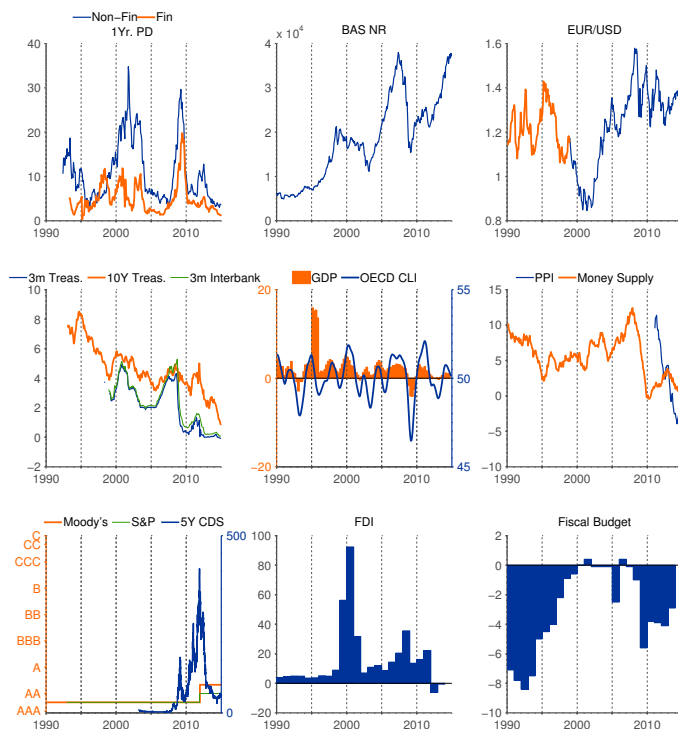 Non-Fin Fin
1Yr. PD
40
30
20
10
0
1990 2000 2010
BAS NR
x 10^4
4
3
2
1
0
1990 2000 2010
EUR/USD
1.6
1.4
1.2
1
0.8
1990 2000 2010
3m Treas. 10Y Treas. 3m Interbank
10
8
6
4
2
0
−2
1990 2000 2010
GDP OECD CLI
20
0
−20
55
50
45
1990 2000 2010
PPI Money Supply
15
10
5
0
−5
−10
1990 2000 2010
Moody's S&P 5Y CDS
C
CC
CCC
B
BB
BBB
A
AA
AAA
500
0
1990 2000 2010
FDI
100
80
60
40
20
0
−20
1990 2000 2010
Fiscal Budget
2
0
−2
−4
−6
−8
−10
1990 2000 2010